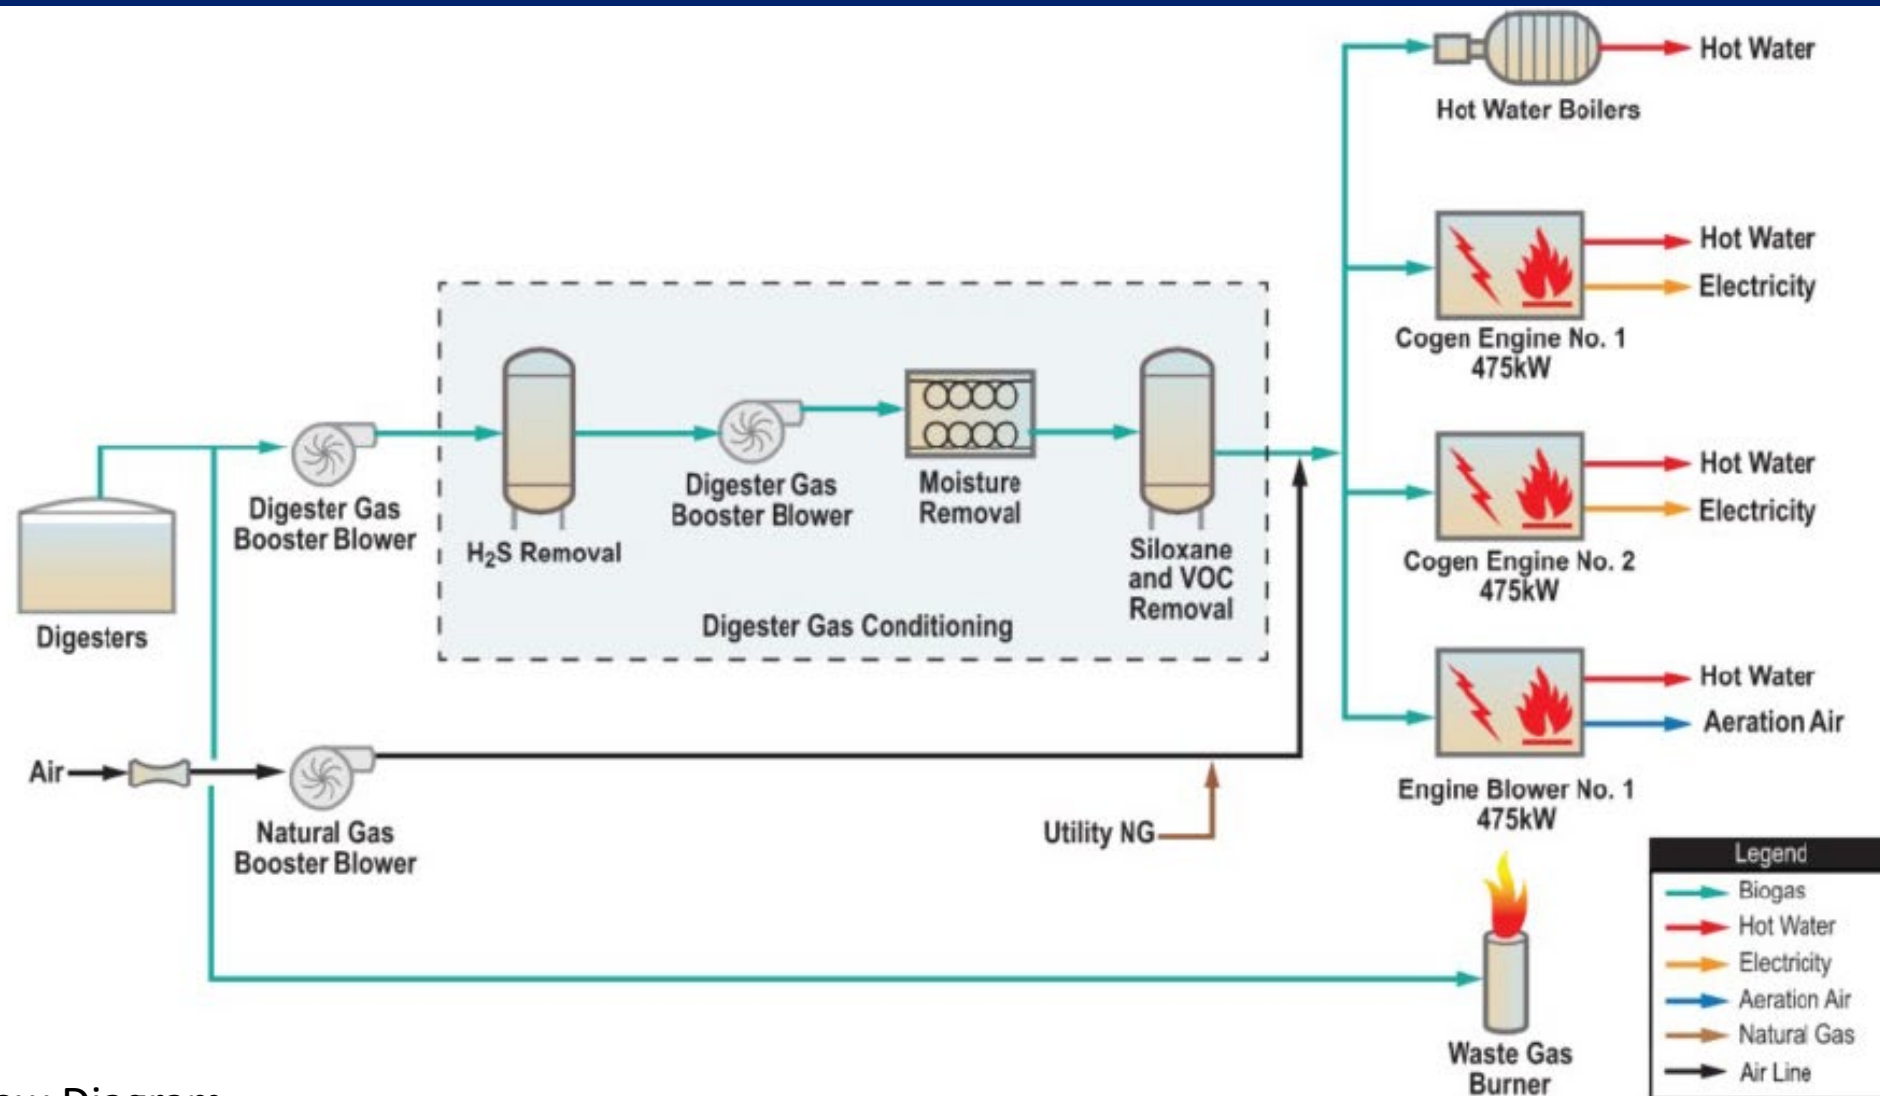 Hot Water
Hot Water Boilers
Hot Water
Electricity
Cogen Engine No. 1
475kW
Hot Water
Electricity
Cogen Engine No. 2
475kW
Hot Water
Aeration Air
Engine Blower No. 1
475kW
Digester Gas
Booster Blower
H₂S Removal
Digester Gas
Booster Blower
Moisture
Removal
Siloxane
and VOC
Removal
Digester Gas Conditioning
Digesters
Air
Natural Gas
Booster Blower
Utility NG
Waste Gas
Burner
Legend
Biogas
Hot Water
Electricity
Aeration Air
Natural Gas
Air Line
Diagram